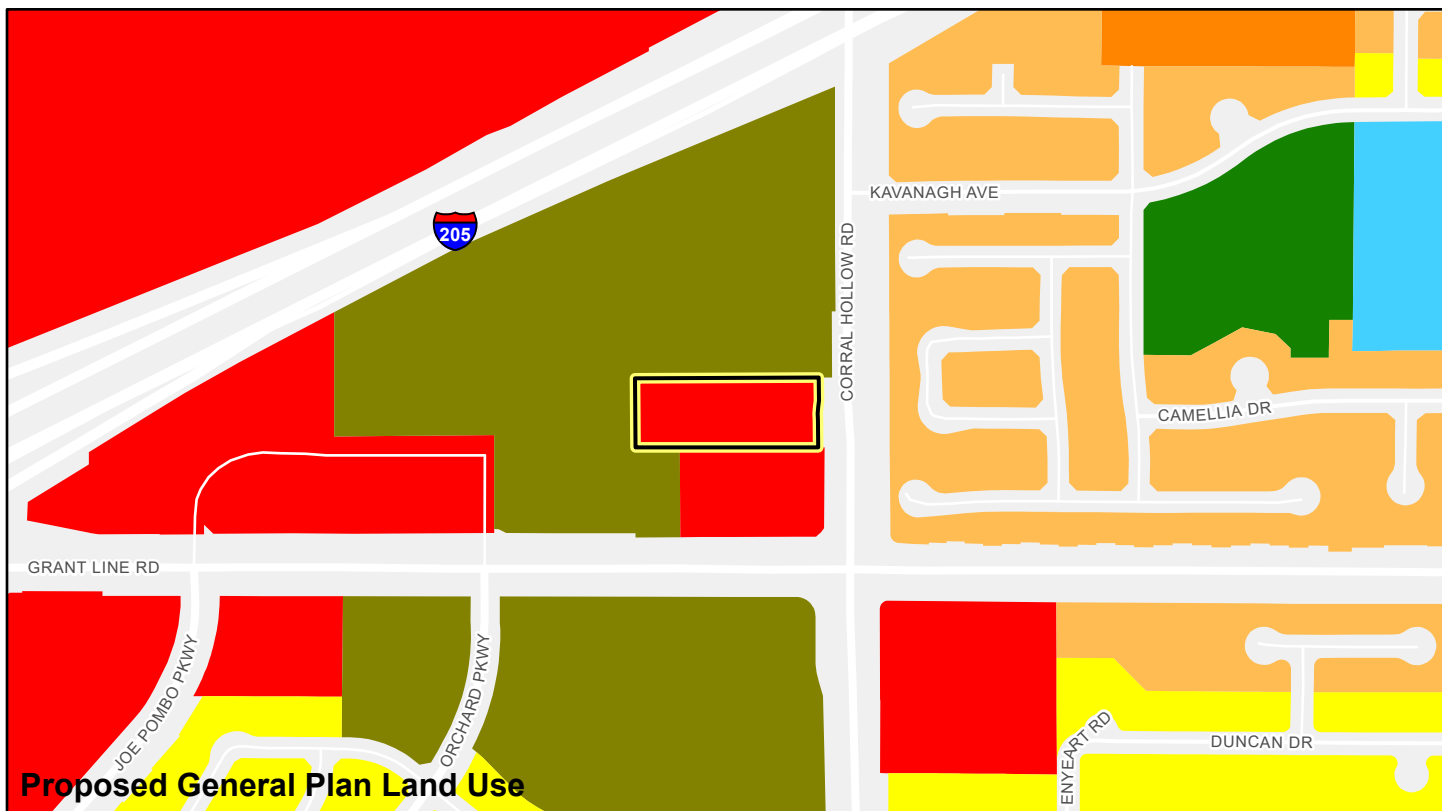 KAVANAGH AVE
205
CORRAL HOLLOW RD
CAMELLIA DR
GRANT LINE RD
JOE POMBO PKWY
ORCHARD PKWY
ENYEART RD
DUNCAN DR
Proposed General Plan Land Use